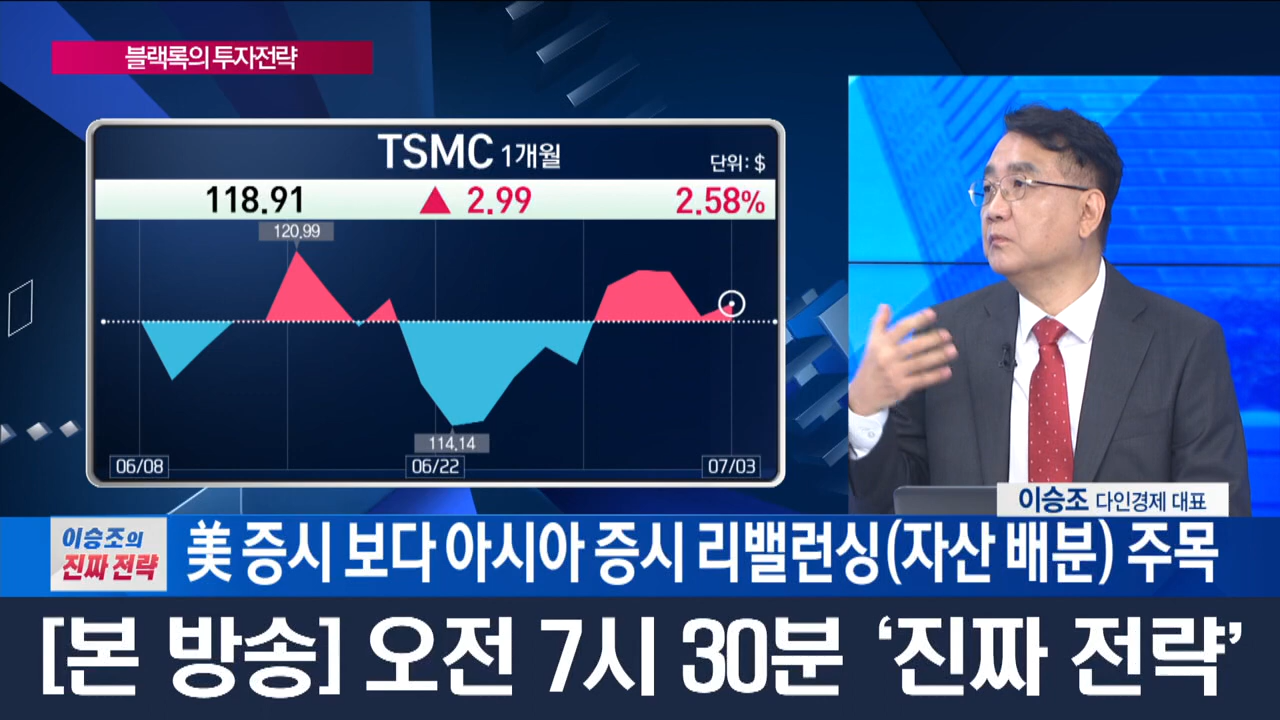 블랙록의 투자전략
TSMC 1개월
단위: $
118.91 ▲ 2.99 2.58%
120.99
114.14
06/08 06/22 07/03
이승조 다인경제 대표
이승조의
진짜 전략
美 증시 보다 아시아 증시 리밸런싱(자산 배분) 주목
[본 방송] 오전 7시 30분 ‘진짜 전략’